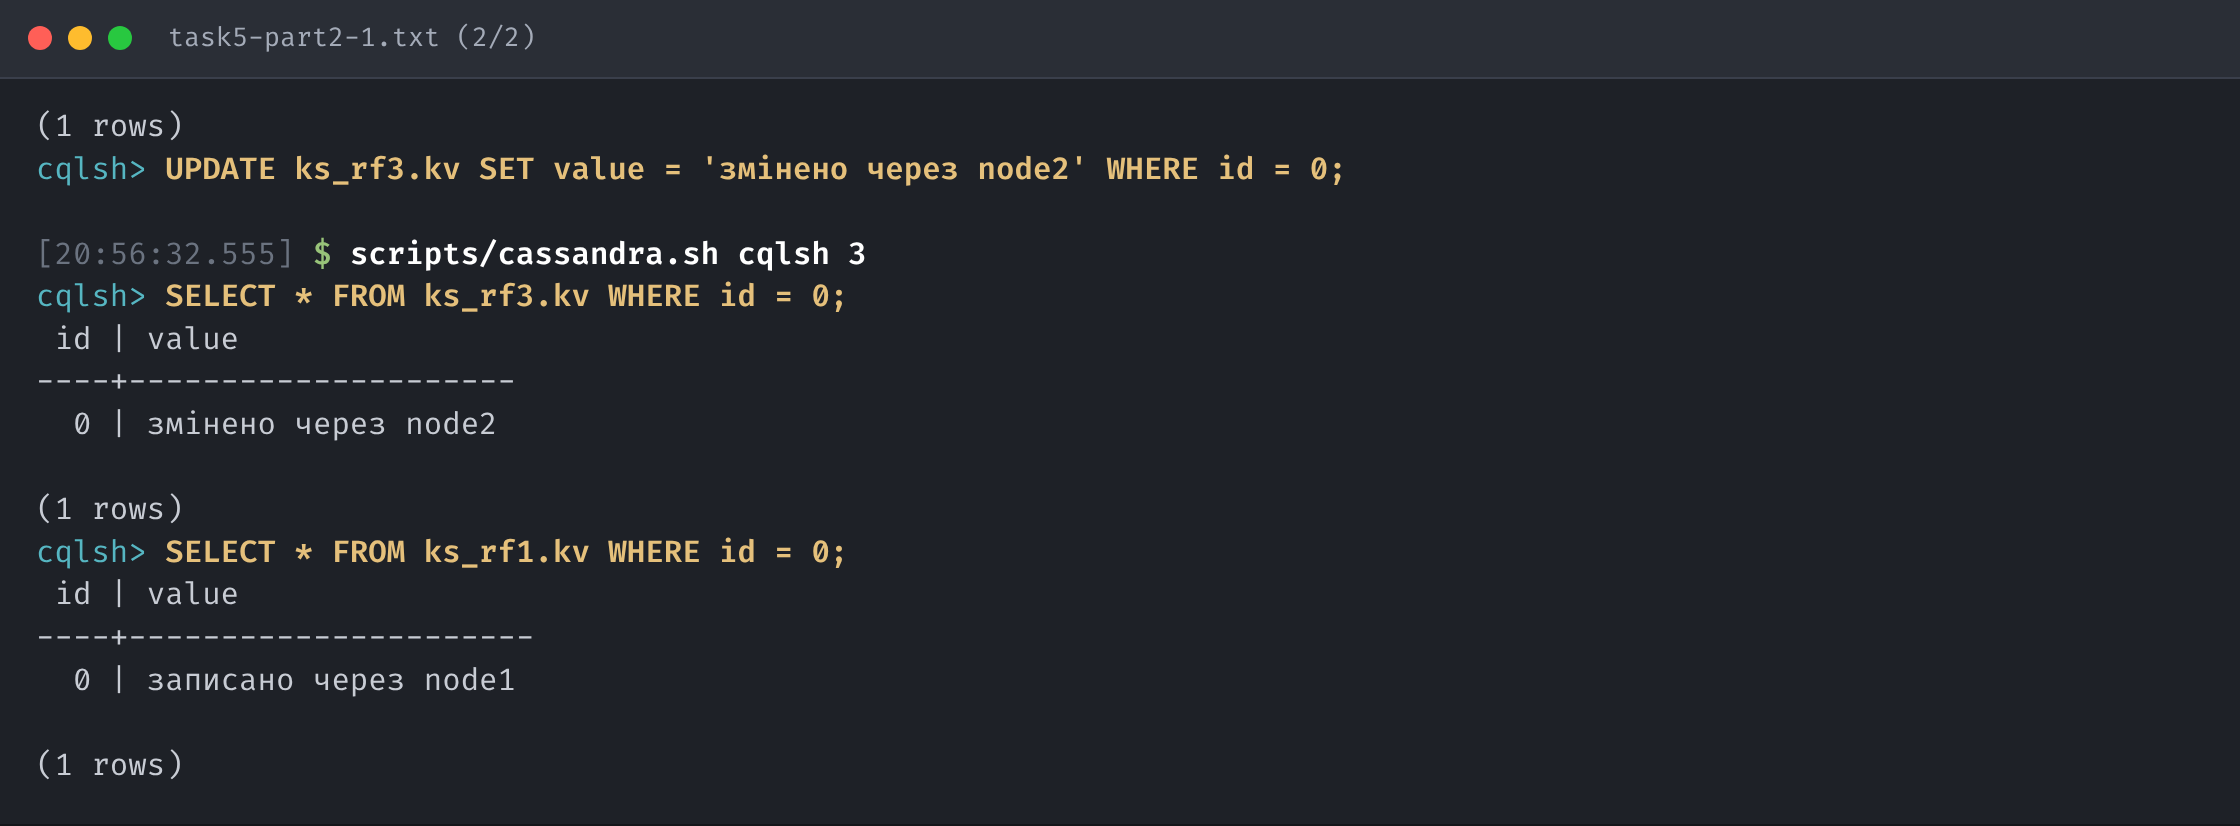 task5-part2-1.txt (2/2)
(1 rows)
cqlsh> UPDATE ks_rf3.kv SET value = 'змінено через node2' WHERE id = 0;
[20:56:32.555] $ scripts/cassandra.sh cqlsh 3
cqlsh> SELECT * FROM ks_rf3.kv WHERE id = 0;
 id | value
----+---------------------
  0 | змінено через node2
(1 rows)
cqlsh> SELECT * FROM ks_rf1.kv WHERE id = 0;
 id | value
----+----------------------
  0 | записано через node1
(1 rows)